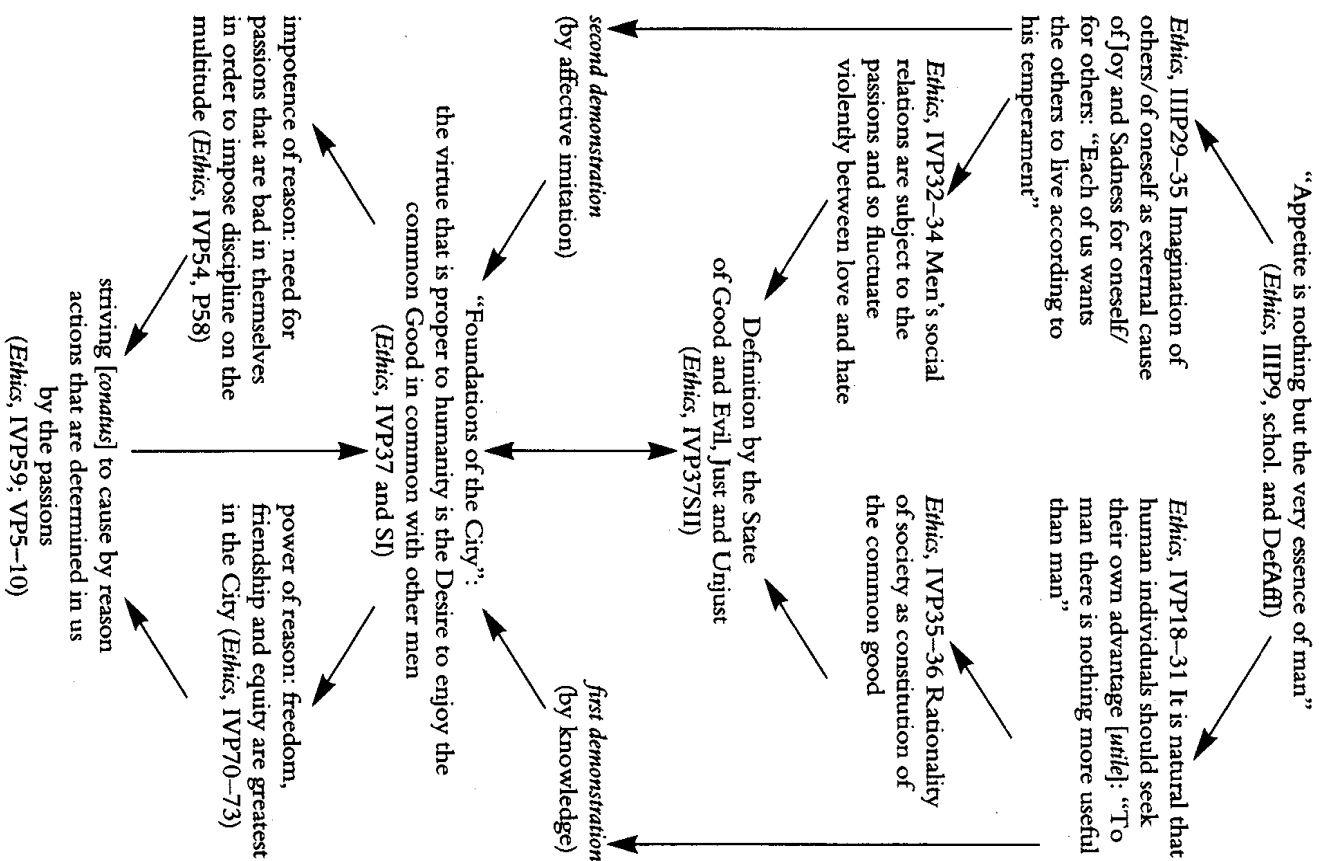 “Appetite is nothing but the very essence of man”
(Ethics, IIIP9, schol. and DefAffI)
Ethics, IIIP29–35 Imagination of
others/of oneself as external cause
of Joy and Sadness for oneself/
for others: “Each of us wants
the others to live according to
his temperament”
Ethics, IVP18–31 It is natural that
human individuals should seek
their own advantage [utile]: “To
man there is nothing more useful
than man”
Ethics, IVP32–34 Men’s social
relations are subject to the
passions and so fluctuate
violently between love and hate
Ethics, IVP35–36 Rationality
of society as constitution of
the common good
Definition by the State
of Good and Evil, Just and Unjust
(Ethics, IVP37SII)
second demonstration
(by affective imitation)
first demonstration
(by knowledge)
“Foundations of the City”:
the virtue that is proper to humanity is the Desire to enjoy the
common Good in common with other men
(Ethics, IVP37 and SI)
impotence of reason: need for
passions that are bad in themselves
in order to impose discipline on the
multitude (Ethics, IVP54, P58)
power of reason: freedom,
friendship and equity are greatest
in the City (Ethics, IVP70–73)
striving [conatus] to cause by reason
actions that are determined in us
by the passions
(Ethics, IVP59; VP5–10)